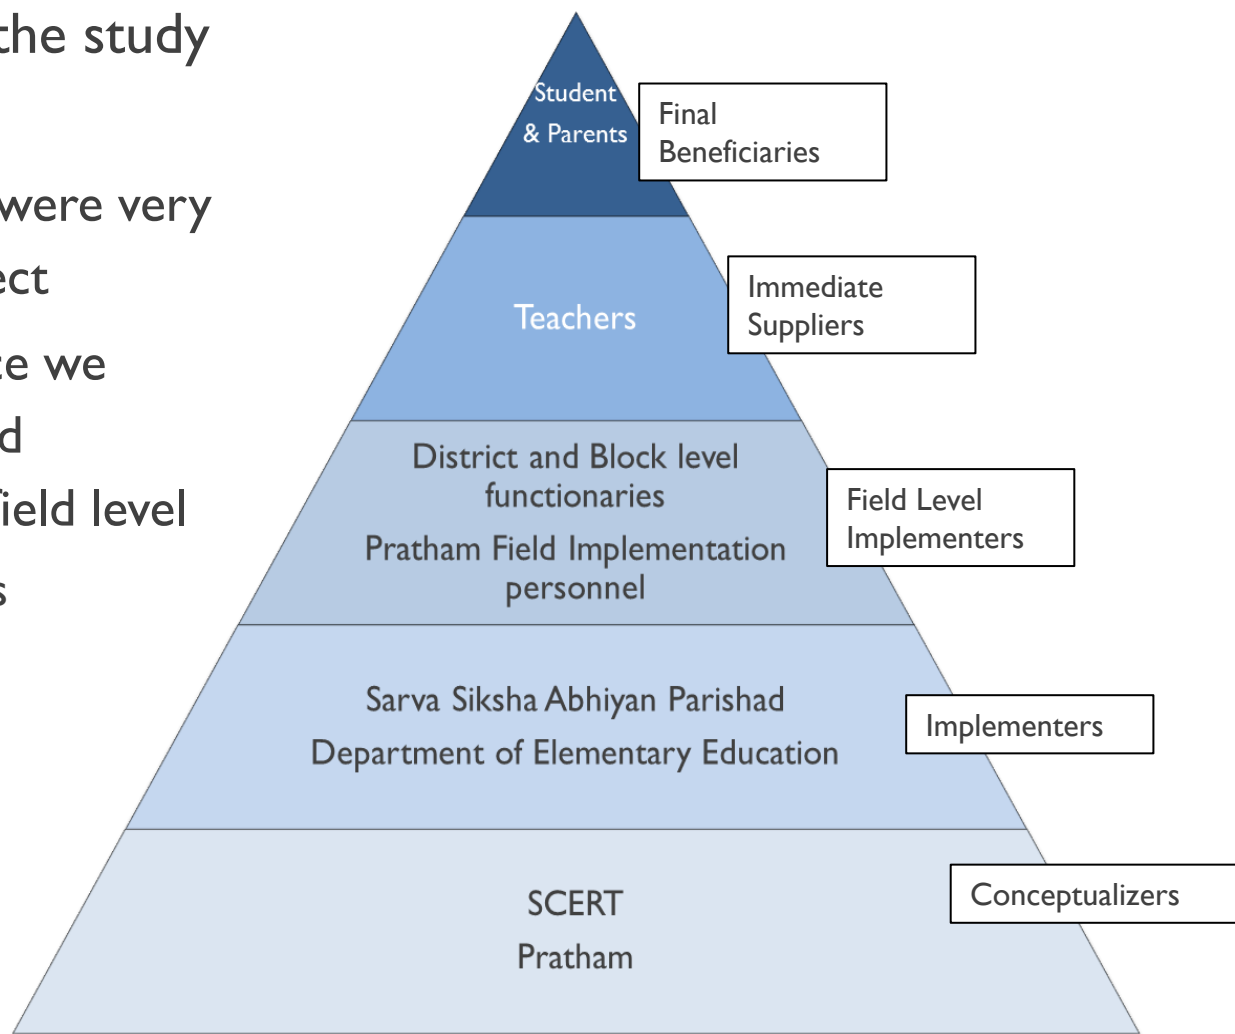 the study
were very
ect
ze we
d
field level
s
Student
& Parents
Final
Beneficiaries
Teachers
Immediate
Suppliers
District and Block level
functionaries
Pratham Field Implementation
personnel
Field Level
Implementers
Sarva Siksha Abhiyan Parishad
Department of Elementary Education
Implementers
SCERT
Pratham
Conceptualizers